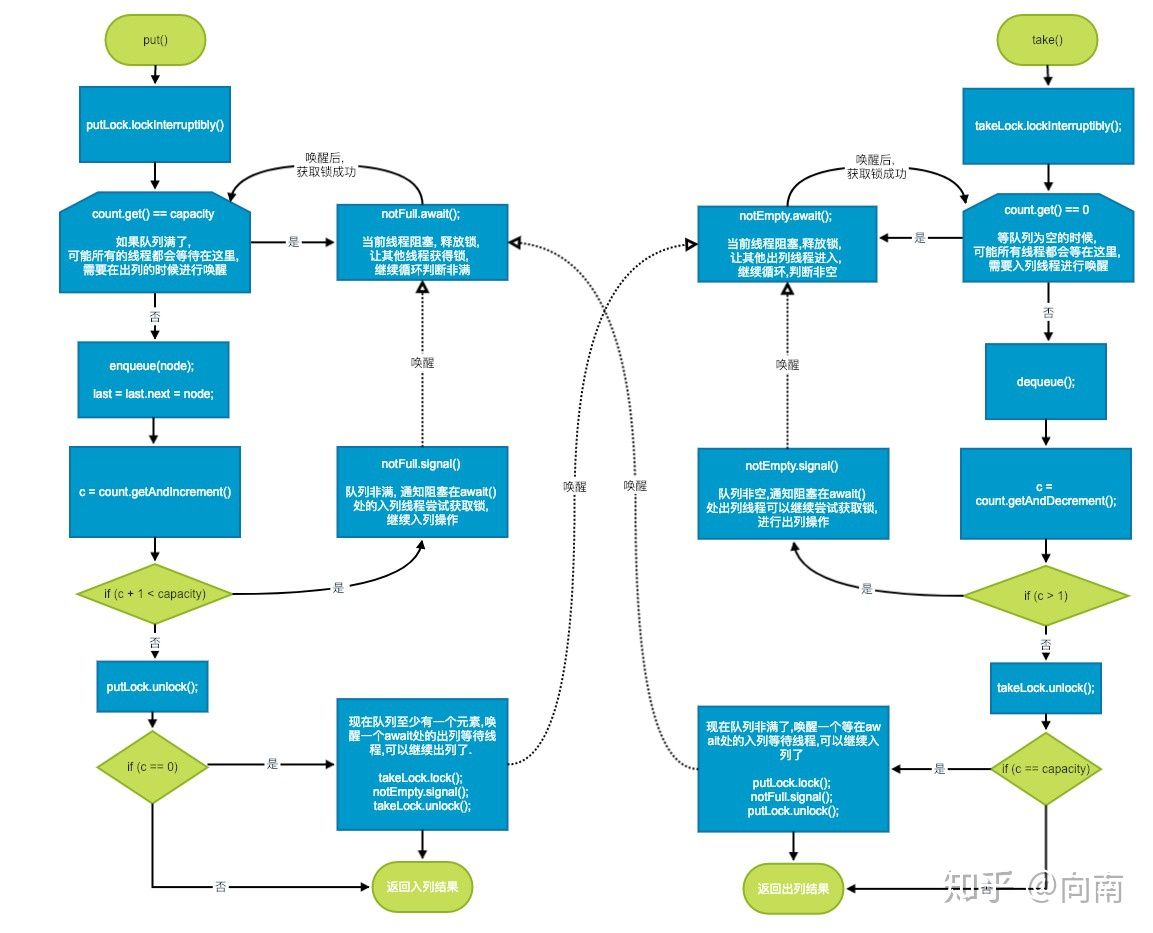 put()
putLock.lockInterruptibly()
count.get() == capacity
如果队列满了,
可能所有的线程都会等待在这里,
需要在出列的时候进行唤醒
是
唤醒后,
获取锁成功
notFull.await();
当前线程阻塞, 释放锁,
让其他线程获得锁,
继续循环判断非满
否
enqueue(node);
last = last.next = node;
c = count.getAndIncrement()
唤醒
notFull.signal()
队列非满, 通知阻塞在await()
处的入列线程尝试获取锁,
继续入列操作
if (c + 1 < capacity)
是
否
putLock.unlock();
if (c == 0)
是
现在队列至少有一个元素,唤
醒一个await处的出列等待线
程,可以继续出列了.
takeLock.lock();
notEmpty.signal();
takeLock.unlock();
否
返回入列结果
唤醒
唤醒
take()
takeLock.lockInterruptibly();
count.get() == 0
等队列为空的时候,
可能所有线程都会等在这里,
需要入列线程进行唤醒
是
唤醒后,
获取锁成功
notEmpty.await();
当前线程阻塞,释放锁,
让其他出列线程进入,
继续循环,判断非空
否
dequeue();
c =
count.getAndDecrement();
唤醒
notEmpty.signal()
队列非空,通知阻塞在await()
处出列线程可以继续尝试获取锁,
进行出列操作
if (c > 1)
是
否
takeLock.unlock();
if (c == capacity)
是
现在队列非满了,唤醒一个等在aw
ait处的入列等待线程,可以继续入
列了
putLock.lock();
notFull.signal();
putLock.unlock();
否
返回出列结果
知乎 @向南